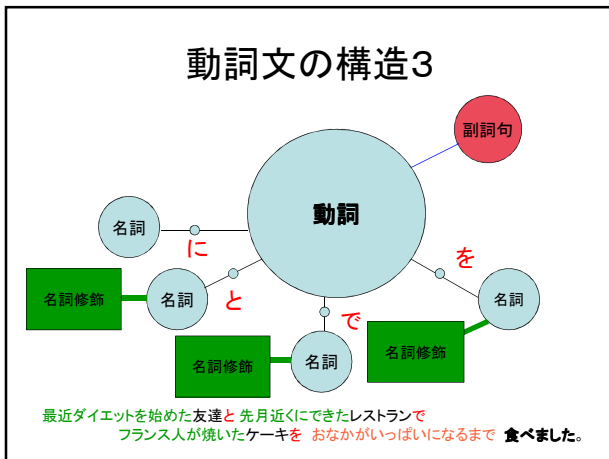 動詞文の構造3
副詞句
動詞
名詞
に
を
名詞修飾
名詞
と
名詞
で
名詞修飾
名詞
名詞修飾
最近ダイエットを始めた友達と 先月近くにできたレストランで
フランス人が焼いたケーキを おなかがいっぱいになるまで 食べました。